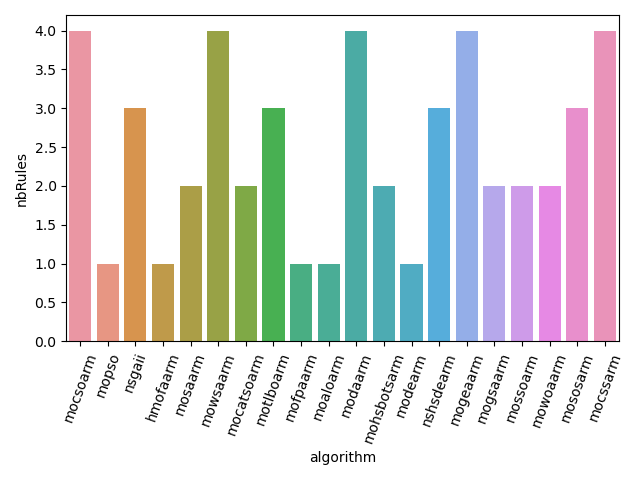 4.0
3.5
3.0
2.5
2.0
1.5
1.0
0.5
0.0
nbRules
mocsoarm
mopso
nsgaii
hmofaarm
mosaarm
mowsaarm
mocatsoarm
motlboarm
mofpaarm
moaloarm
modaarm
mohsbotsarm
modearm
nshsdearm
mogeaarm
mogsaarm
mossoarm
mowoaarm
mososarm
mocssarm
algorithm